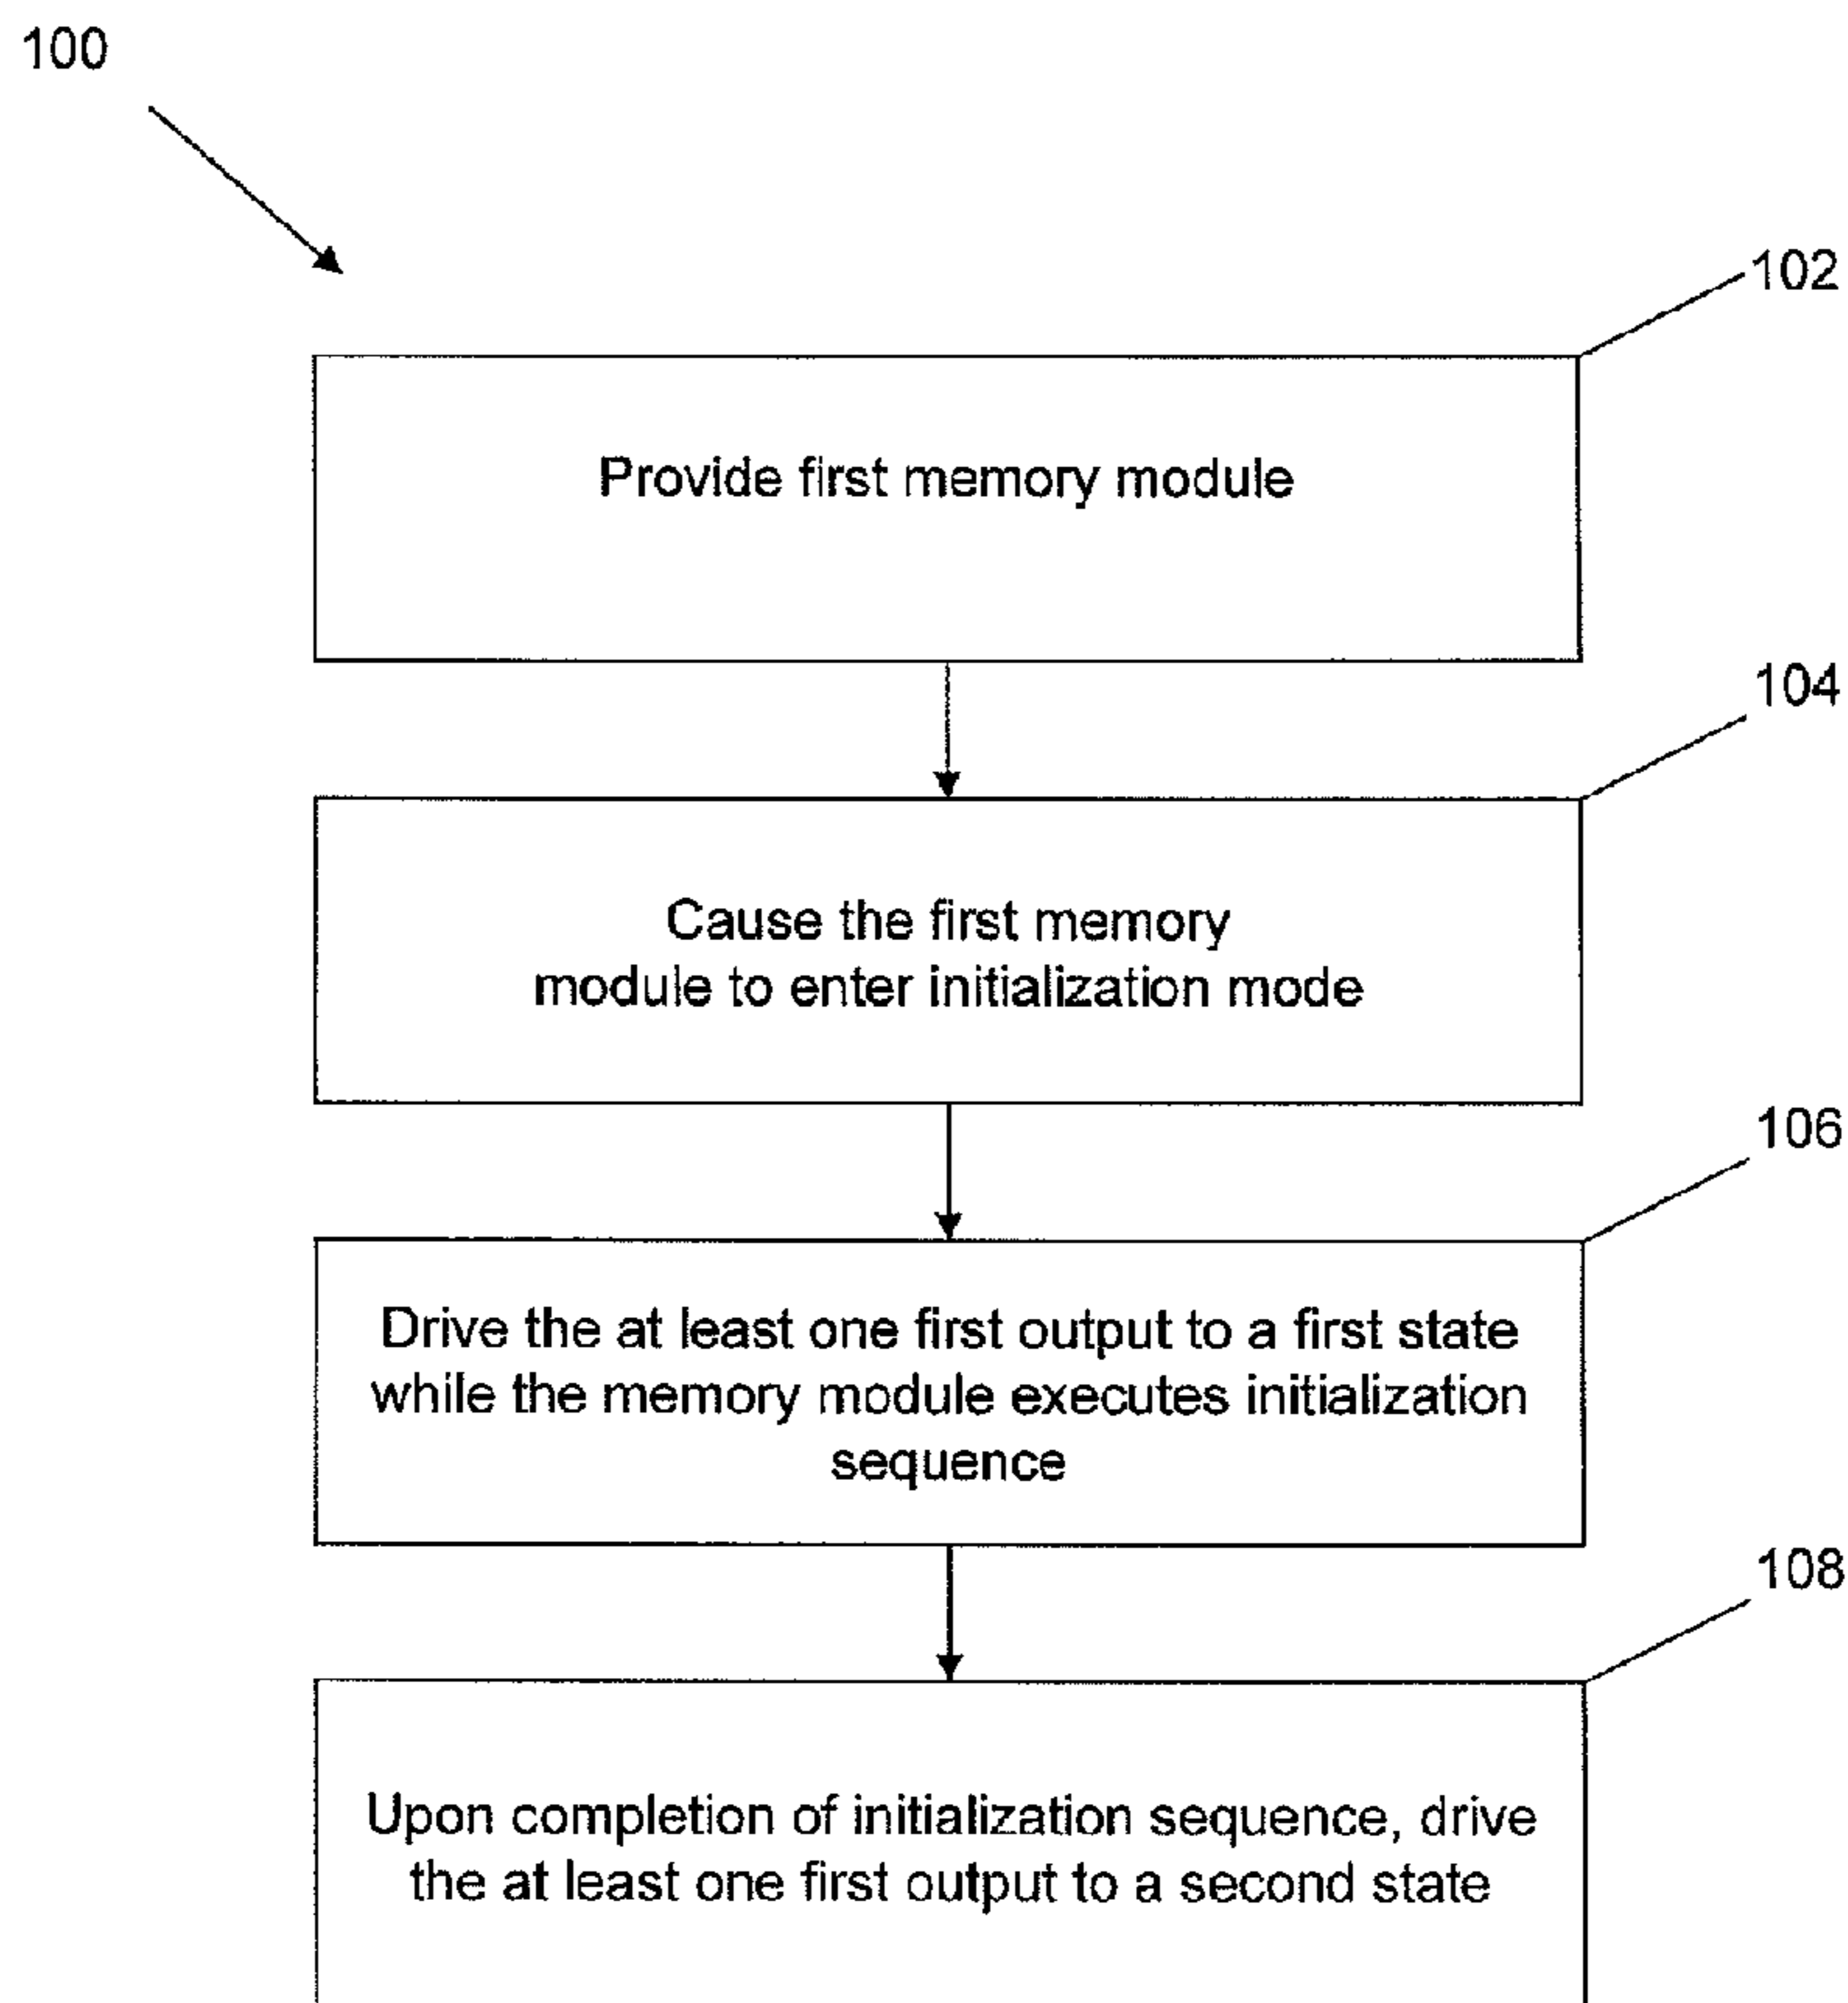 100
102
Provide first memory module
104
Cause the first memory
module to enter initialization mode
106
Drive the at least one first output to a first state
while the memory module executes initialization
sequence
108
Upon completion of initialization sequence, drive
the at least one first output to a second state